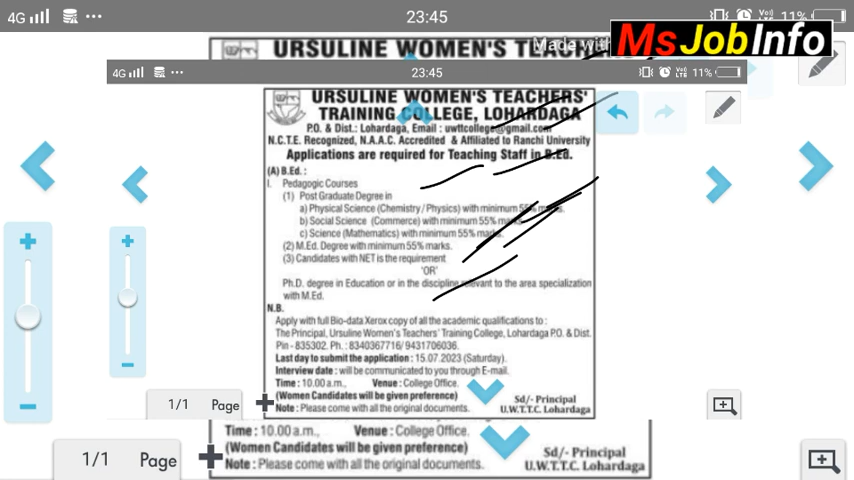 4G
23:45
VoLTE 11%
URSULINE WOMEN'S TEACHERS'
Made with
MsJobInfo
4G
23:45
11%
URSULINE WOMEN'S TEACHERS'
TRAINING COLLEGE, LOHARDAGA
P.O. & Dist.: Lohardaga, Email : uwttcollege@gmail.com
N.C.T.E. Recognized, N.A.A.C. Accredited & Affiliated to Ranchi University
Applications are required for Teaching Staff in B.Ed.
(A) B.Ed.:
I. Pedagogic Courses
(1) Post Graduate Degree in
a) Physical Science (Chemistry / Physics) with minimum 55% marks.
b) Social Science (Commerce) with minimum 55% marks.
c) Science (Mathematics) with minimum 55% marks.
(2) M.Ed. Degree with minimum 55% marks.
(3) Candidates with NET is the requirement
'OR'
Ph.D. degree in Education or in the discipline relevant to the area specialization
with M.Ed.
N.B.
Apply with full Bio-data Xerox copy of all the academic qualifications to :
The Principal, Ursuline Women's Teachers' Training College, Lohardaga P.O. & Dist.
Pin - 835302. Ph. : 8340367716/ 9431706036.
Last day to submit the application : 15.07.2023 (Saturday).
Interview date : will be communicated to you through E-mail.
Time : 10.00 a.m., Venue : College Office.
(Women Candidates will be given preference)
Note : Please come with all the original documents.
Sd/- Principal
U.W.T.T.C. Lohardaga
1/1 Page
Time : 10.00 a.m., Venue : College Office.
(Women Candidates will be given preference)
Note : Please come with all the original documents.
Sd/- Principal
U.W.T.T.C. Lohardaga
1/1 Page